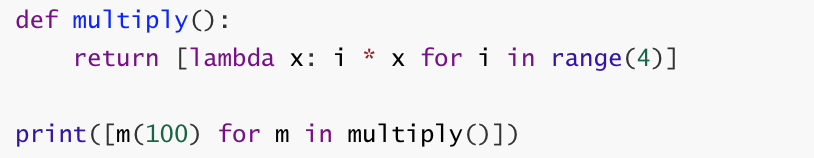 def multiply():
    return [lambda x: i * x for i in range(4)]

print([m(100) for m in multiply()])